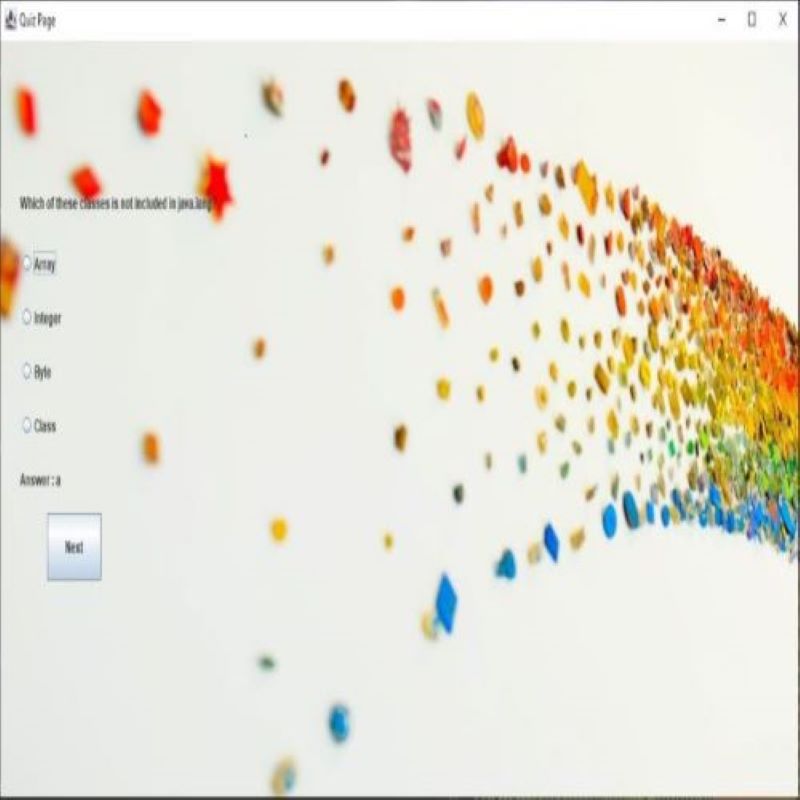 Quiz Page
Which of these classes is not included in java.lang
Array
Integer
Byte
Class
Answer : a
Next